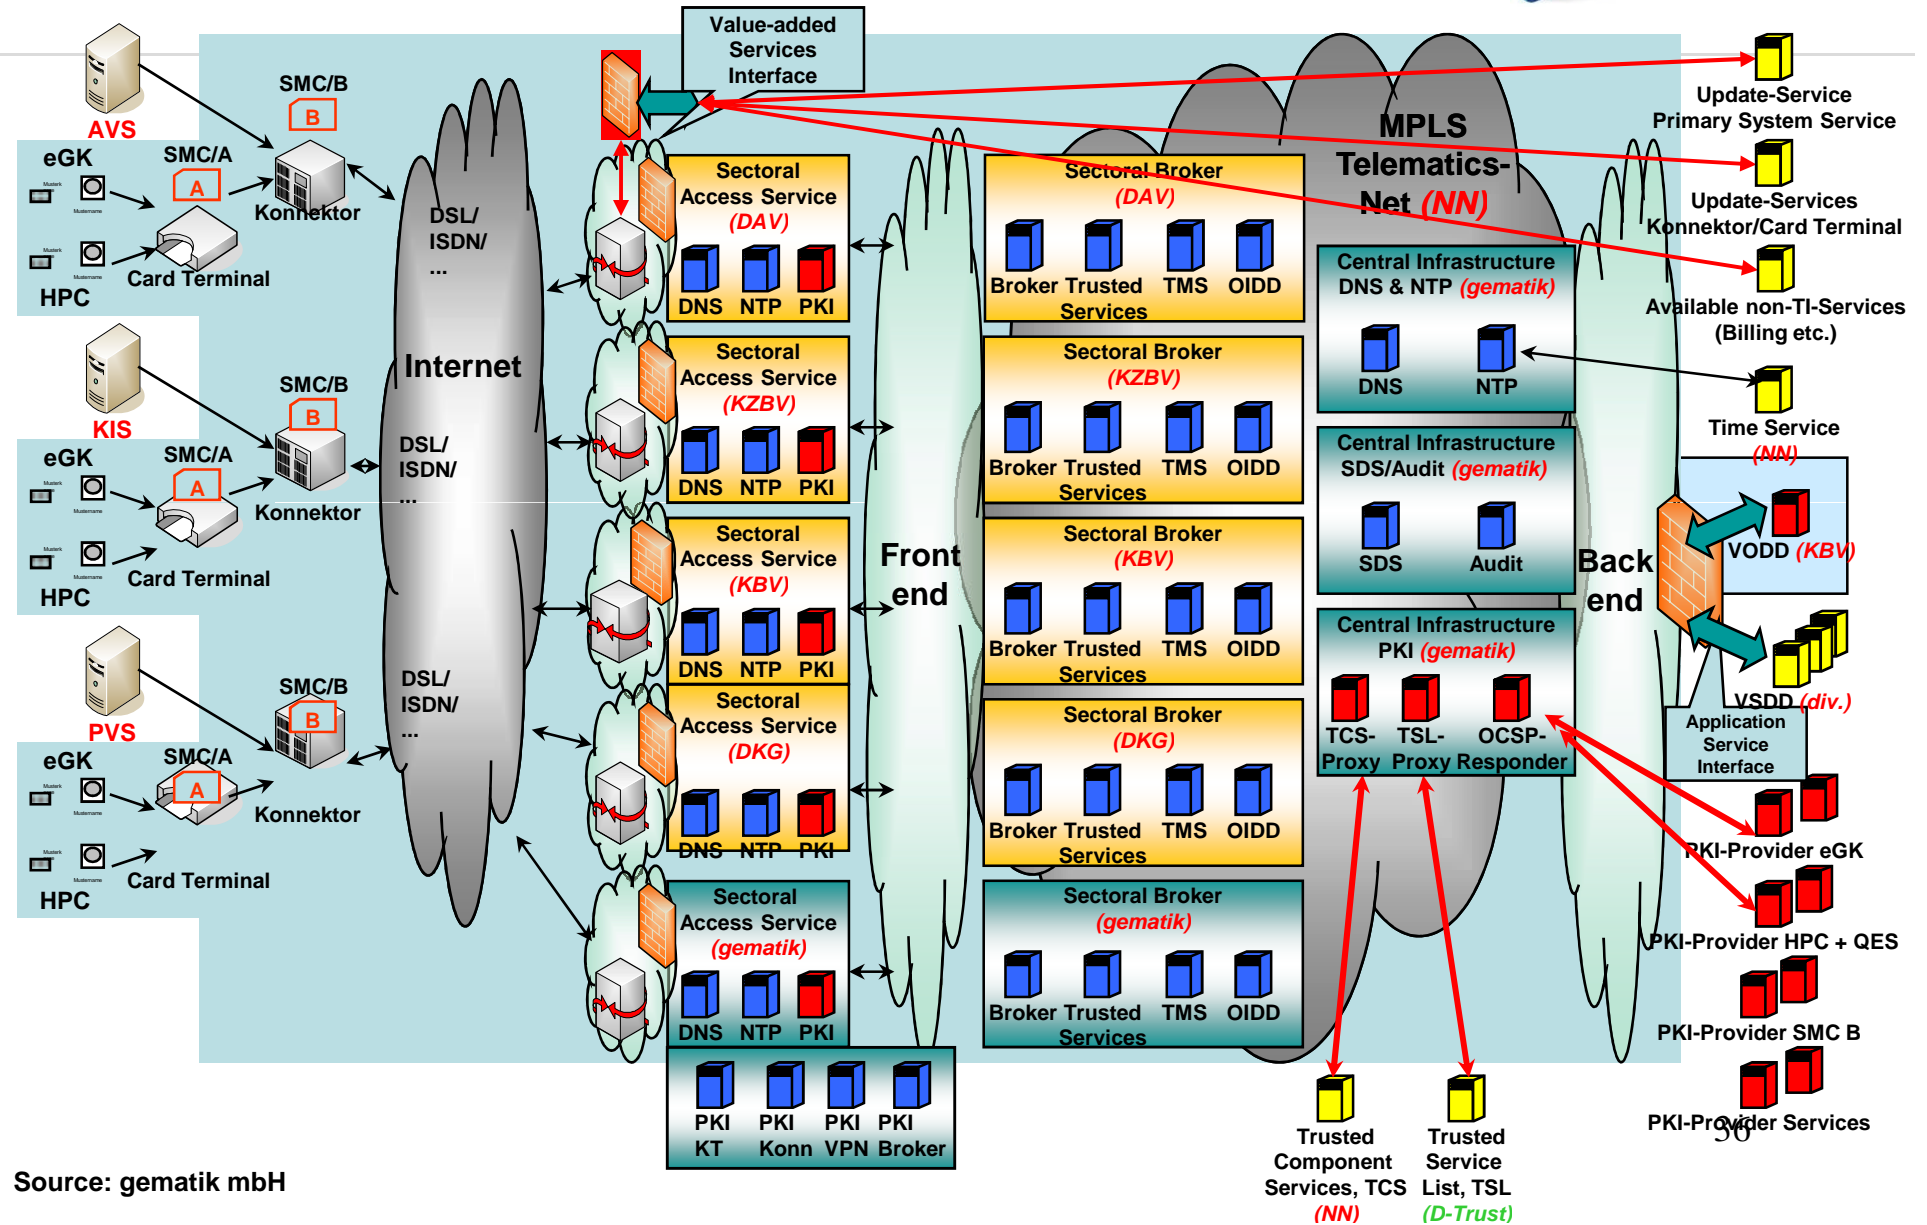 Value-added
Services
Interface
AVS
SMC/B
B
eGK
SMC/A
A
Konnektor
Card Terminal
HPC
KIS
SMC/B
B
eGK
SMC/A
A
Konnektor
Card Terminal
HPC
PVS
SMC/B
B
eGK
SMC/A
A
Konnektor
Card Terminal
HPC
Internet
DSL/
ISDN/
...
DSL/
ISDN/
...
DSL/
ISDN/
...
Sectoral
Access Service
(DAV)
DNS NTP PKI
Sectoral
Access Service
(KZBV)
DNS NTP PKI
Sectoral
Access Service
(KBV)
DNS NTP PKI
Sectoral
Access Service
(DKG)
DNS NTP PKI
Sectoral
Access Service
(gematik)
DNS NTP PKI
PKI PKI PKI PKI
KT Konn VPN Broker
Front
end
Sectoral Broker
(DAV)
Broker Trusted TMS OIDD
Services
Sectoral Broker
(KZBV)
Broker Trusted TMS OIDD
Services
Sectoral Broker
(KBV)
Broker Trusted TMS OIDD
Services
Sectoral Broker
(DKG)
Broker Trusted TMS OIDD
Services
Sectoral Broker
(gematik)
Broker Trusted TMS OIDD
Services
MPLS
Telematics-
Net (NN)
Central Infrastructure
DNS & NTP (gematik)
DNS NTP
Central Infrastructure
SDS/Audit (gematik)
SDS Audit
Central Infrastructure
PKI (gematik)
TCS- TSL- OCSP-
Proxy Proxy Responder
Back
end
Update-Service
Primary System Service
Update-Services
Konnektor/Card Terminal
Available non-TI-Services
(Billing etc.)
Time Service
(NN)
VODD (KBV)
VSDD (div.)
Application
Service
Interface
PKI-Provider eGK
PKI-Provider HPC + QES
PKI-Provider SMC B
PKI-Provider Services
36
Trusted
Component
Services, TCS
(NN)
Trusted
Service
List, TSL
(D-Trust)
Source: gematik mbH